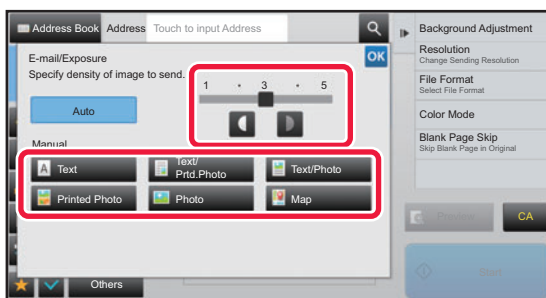 Address Book Address Touch to input Address
E-mail/Exposure
Specify density of image to send.
OK
1 · 3 · 5
Auto
Manual
Text
Text/
Prtd.Photo
Text/Photo
Printed Photo
Photo
Map
Others
Background Adjustment
Resolution
Change Sending Resolution
File Format
Select File Format
Color Mode
Blank Page Skip
Skip Blank Page in Original
Preview
CA
Start